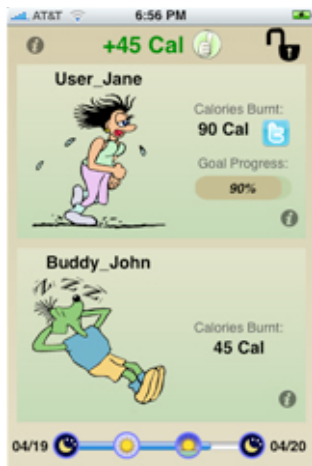 AT&T 6:56 PM
+45 Cal
User_Jane
Calories Burnt:
90 Cal
Goal Progress:
90%
Buddy_John
Z Z Z
Calories Burnt:
45 Cal
04/19 04/20